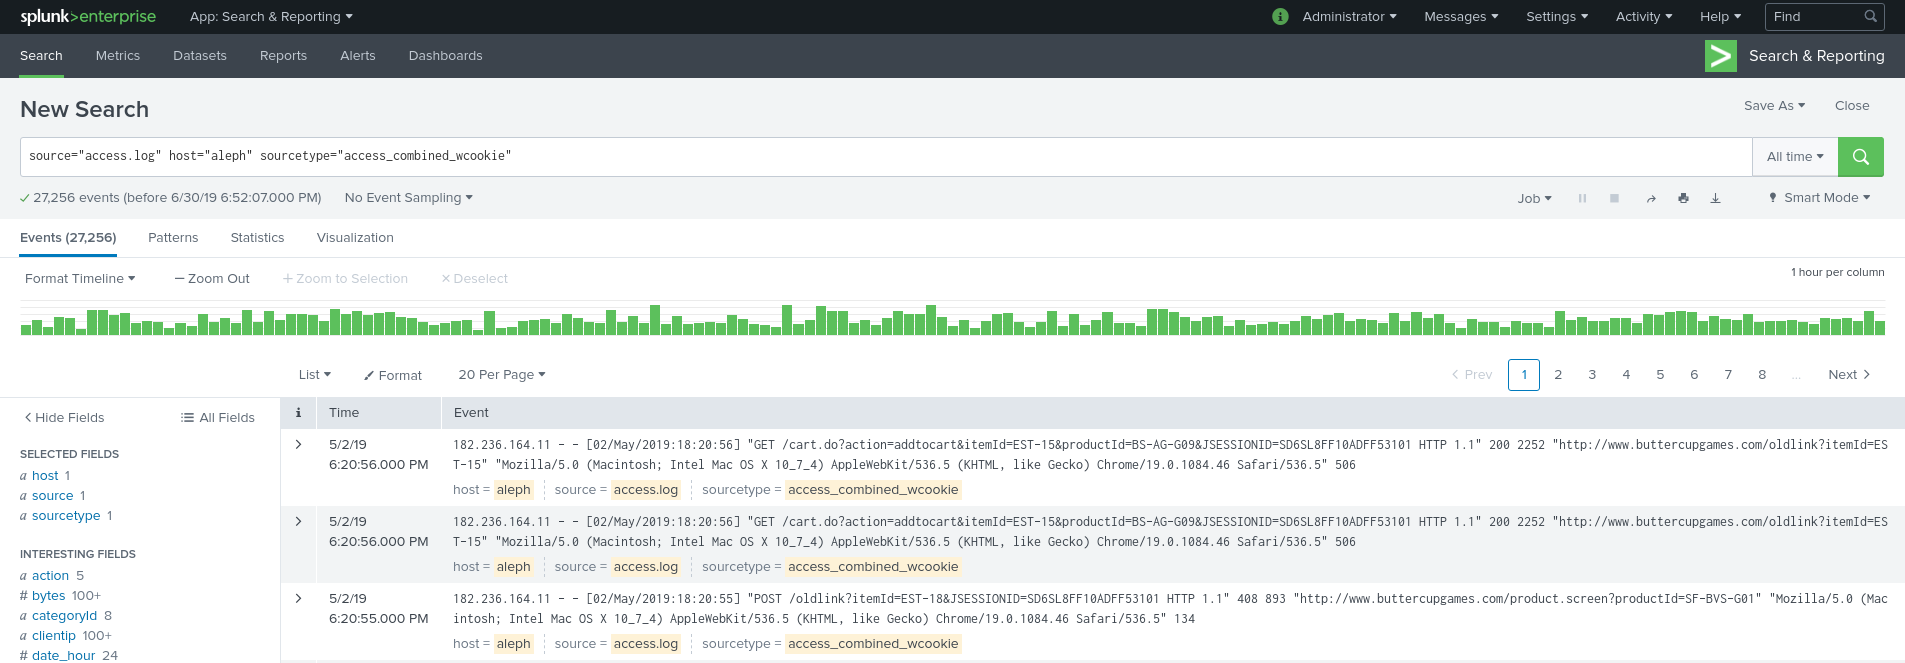 splunk>enterprise App: Search & Reporting i Administrator Messages Settings Activity Help Find
Search Metrics Datasets Reports Alerts Dashboards Search & Reporting
New Search Save As Close
source="access.log" host="aleph" sourcetype="access_combined_wcookie" All time
27,256 events (before 6/30/19 6:52:07.000 PM) No Event Sampling Job Smart Mode
Events (27,256) Patterns Statistics Visualization
Format Timeline — Zoom Out + Zoom to Selection × Deselect 1 hour per column
List Format 20 Per Page < Prev 1 2 3 4 5 6 7 8 ... Next >
< Hide Fields All Fields i Time Event
SELECTED FIELDS
a host 1
a source 1
a sourcetype 1
INTERESTING FIELDS
a action 5
# bytes 100+
a categoryId 8
a clientip 100+
# date_hour 24
> 5/2/19 182.236.164.11 - - [02/May/2019:18:20:56] "GET /cart.do?action=addtocart&itemId=EST-15&productId=BS-AG-G09&JSESSIONID=SD6SL8FF10ADFF53101 HTTP 1.1" 200 2252 "http://www.buttercupgames.com/oldlink?itemId=ES
6:20:56.000 PM T-15" "Mozilla/5.0 (Macintosh; Intel Mac OS X 10_7_4) AppleWebKit/536.5 (KHTML, like Gecko) Chrome/19.0.1084.46 Safari/536.5" 506
host = aleph source = access.log sourcetype = access_combined_wcookie
> 5/2/19 182.236.164.11 - - [02/May/2019:18:20:56] "GET /cart.do?action=addtocart&itemId=EST-15&productId=BS-AG-G09&JSESSIONID=SD6SL8FF10ADFF53101 HTTP 1.1" 200 2252 "http://www.buttercupgames.com/oldlink?itemId=ES
6:20:56.000 PM T-15" "Mozilla/5.0 (Macintosh; Intel Mac OS X 10_7_4) AppleWebKit/536.5 (KHTML, like Gecko) Chrome/19.0.1084.46 Safari/536.5" 506
host = aleph source = access.log sourcetype = access_combined_wcookie
> 5/2/19 182.236.164.11 - - [02/May/2019:18:20:55] "POST /oldlink?itemId=EST-18&JSESSIONID=SD6SL8FF10ADFF53101 HTTP 1.1" 408 893 "http://www.buttercupgames.com/product.screen?productId=SF-BVS-G01" "Mozilla/5.0 (Mac
6:20:55.000 PM intosh; Intel Mac OS X 10_7_4) AppleWebKit/536.5 (KHTML, like Gecko) Chrome/19.0.1084.46 Safari/536.5" 134
host = aleph source = access.log sourcetype = access_combined_wcookie